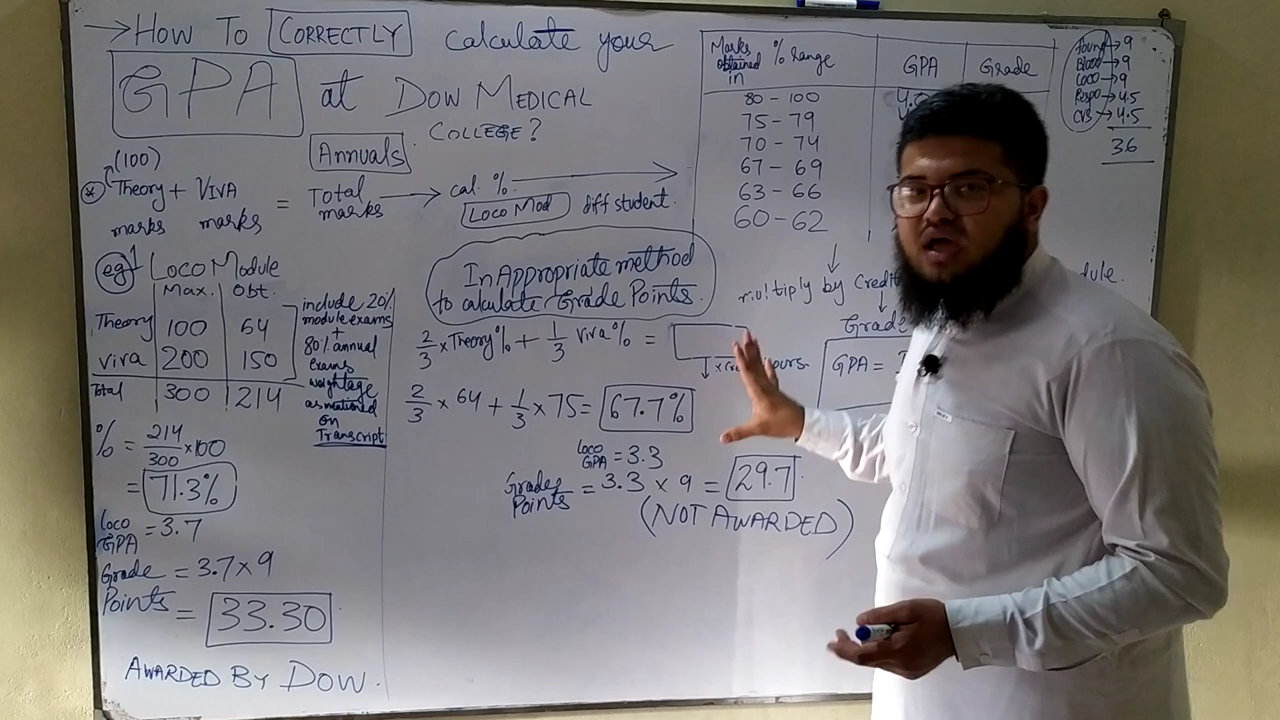 → HOW TO CORRECTLY calculate your
GPA at DOW MEDICAL
COLLEGE?
Annuals
(100)
* Theory + VIVA = Total → cal. % →
marks marks marks
Loco Mod diff student.
eg LOCO Module
Max. Obt.
Theory 100 64
viva 200 150
Total 300 214
include 20%
module exams
+
80% annual
exams
weightage
as mentioned
on
Transcript
% = 214/300 × 100
= 71.3%
Loco
GPA = 3.7
Grade = 3.7 × 9
Points = 33.30
AWARDED BY DOW.
In Appropriate method
to calculate Grade Points.
2/3 × Theory % + 1/3 viva % =
2/3 × 64 + 1/3 × 75 = 67.7%
Loco
GPA = 3.3
Grade Points = 3.3 × 9 = 29.7
(NOT AWARDED)
Marks obtained in % range GPA Grade
80 - 100
75 - 79
70 - 74
67 - 69
63 - 66
60 - 62
multiply by
Grade
GPA =
Blood → 9
Loco → 9
Respo → 4.5
CVS → 4.5
36